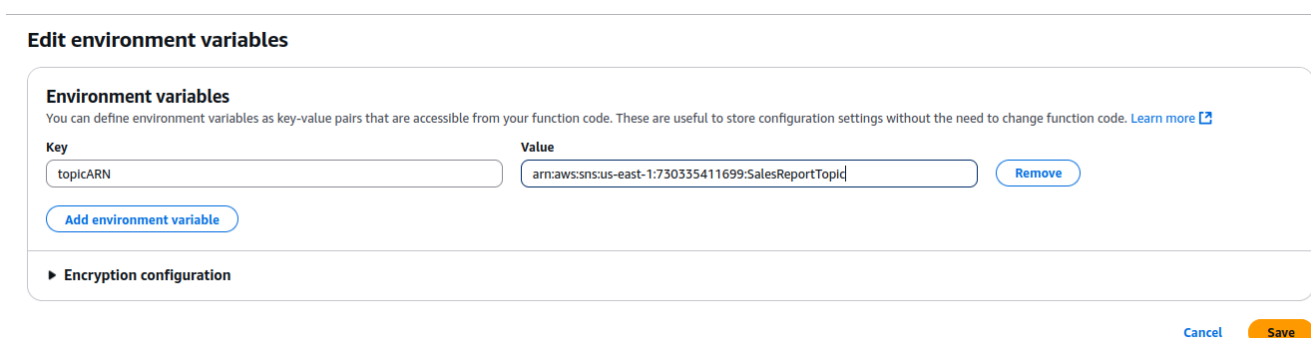 Edit environment variables
Environment variables
You can define environment variables as key-value pairs that are accessible from your function code. These are useful to store configuration settings without the need to change function code. Learn more
Key Value
topicARN arn:aws:sns:us-east-1:730335411699:SalesReportTopic Remove
Add environment variable
Encryption configuration
Cancel Save